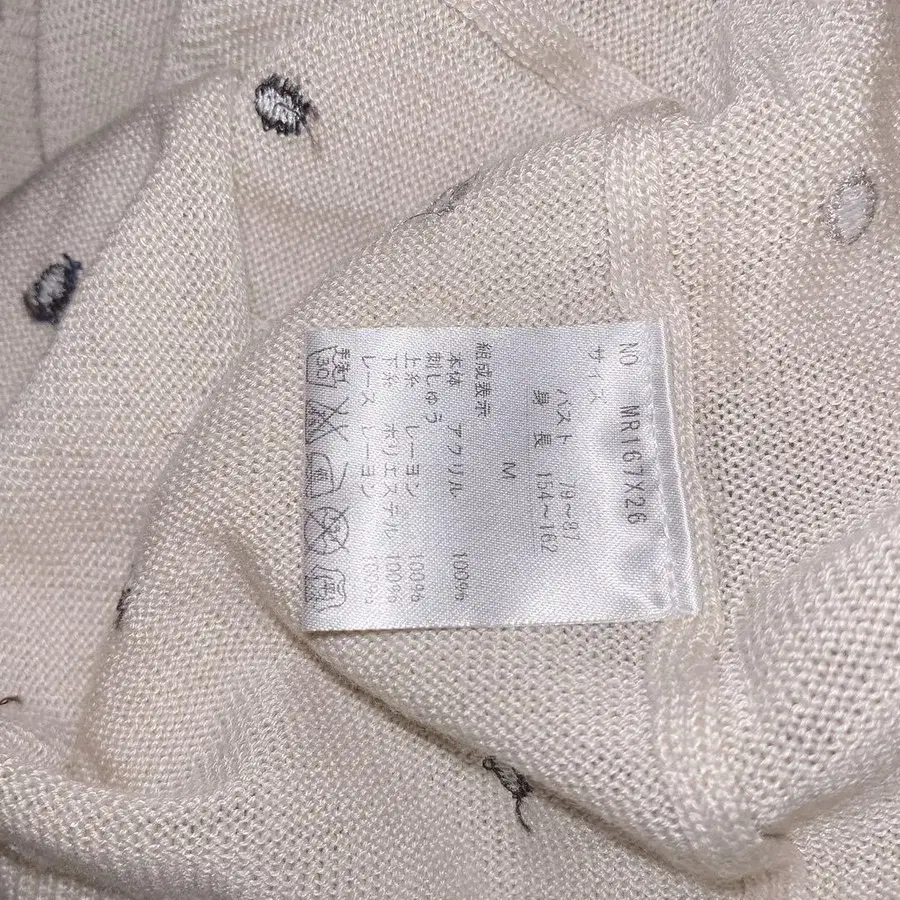 NO MR167X26
サイズ
バスト 79~87
身 長 154~162
M
組成表示
本体 アクリル 100%
刺しゅう
上糸 レーヨン 100%
下糸 ポリエステル 100%
レース レーヨン 100%
手洗イ
30